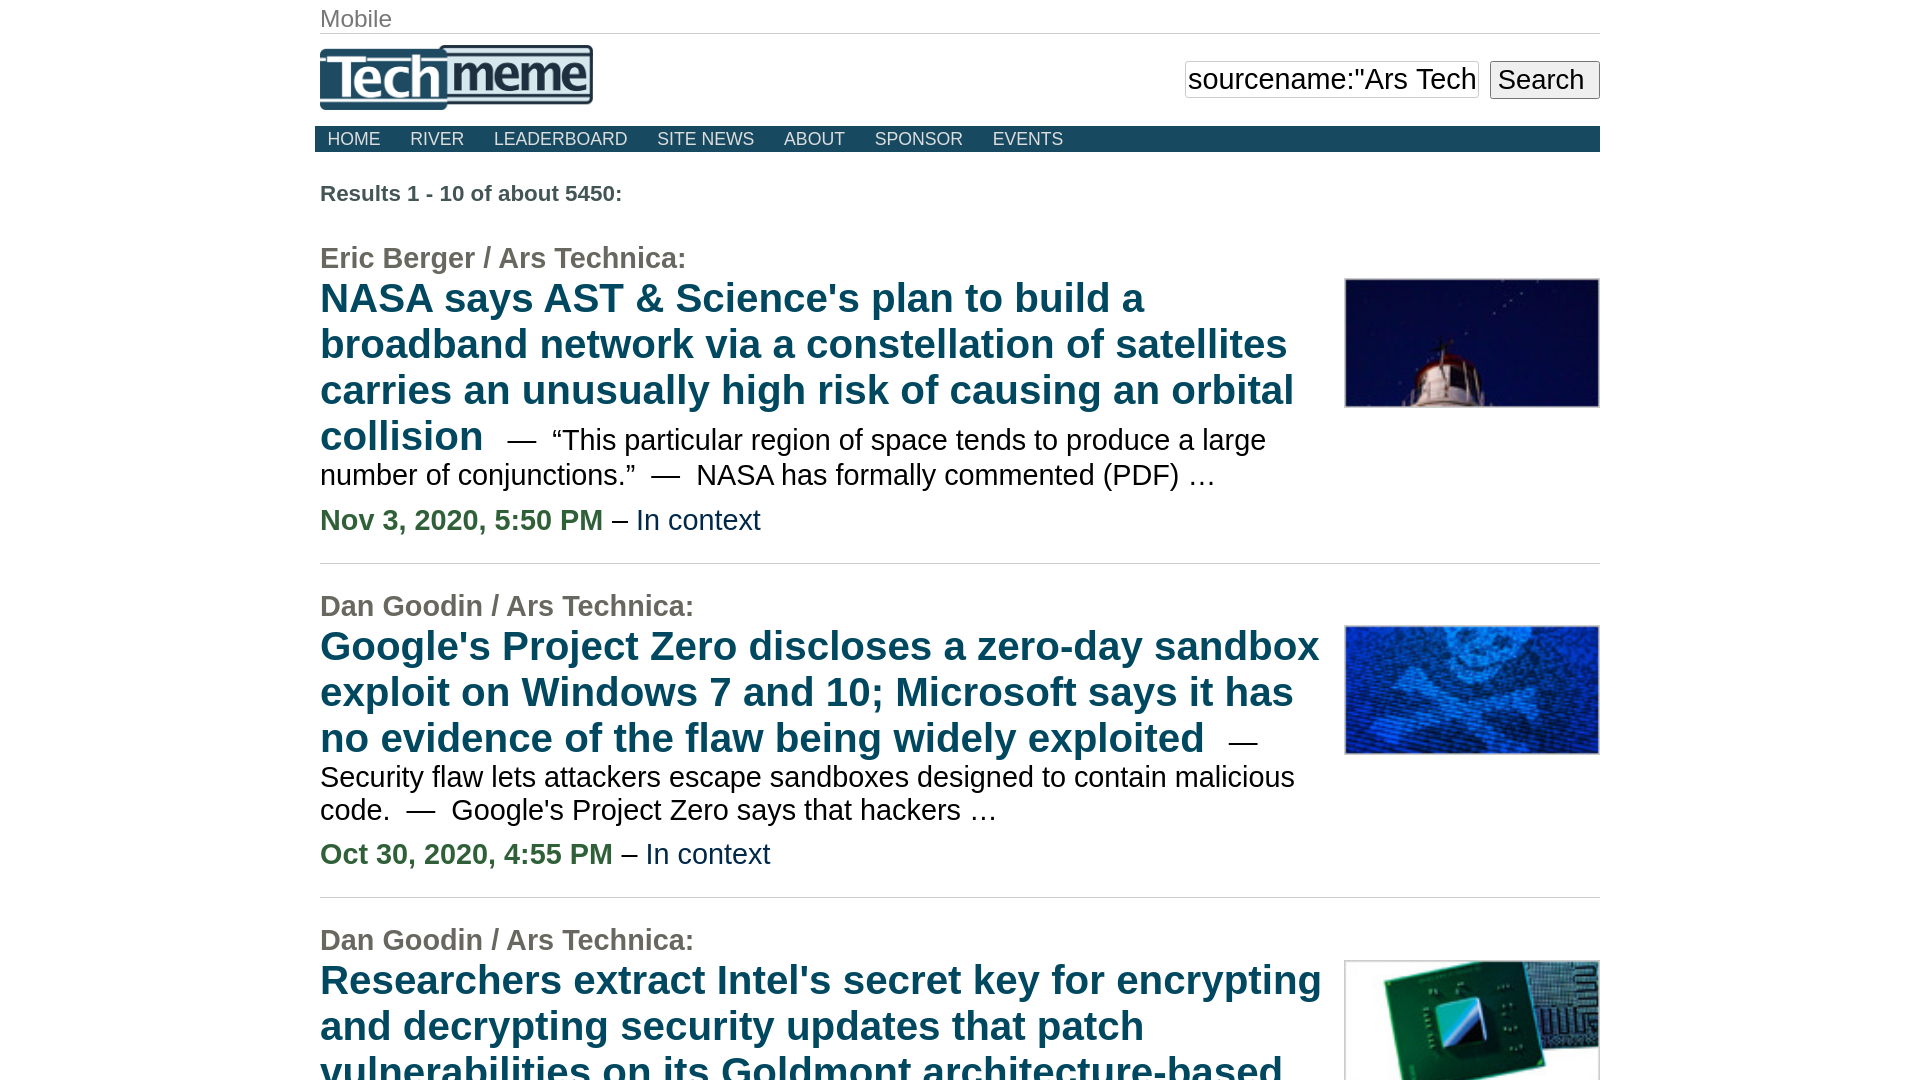 Mobile
Techmeme
sourcename:"Ars Tech
Search
HOME RIVER LEADERBOARD SITE NEWS ABOUT SPONSOR EVENTS
Results 1 - 10 of about 5450:
Eric Berger / Ars Technica:
NASA says AST & Science's plan to build a
broadband network via a constellation of satellites
carries an unusually high risk of causing an orbital
collision — “This particular region of space tends to produce a large
number of conjunctions.” — NASA has formally commented (PDF) …
Nov 3, 2020, 5:50 PM – In context
Dan Goodin / Ars Technica:
Google's Project Zero discloses a zero-day sandbox
exploit on Windows 7 and 10; Microsoft says it has
no evidence of the flaw being widely exploited —
Security flaw lets attackers escape sandboxes designed to contain malicious
code. — Google's Project Zero says that hackers …
Oct 30, 2020, 4:55 PM – In context
Dan Goodin / Ars Technica:
Researchers extract Intel's secret key for encrypting
and decrypting security updates that patch
vulnerabilities on its Goldmont architecture-based